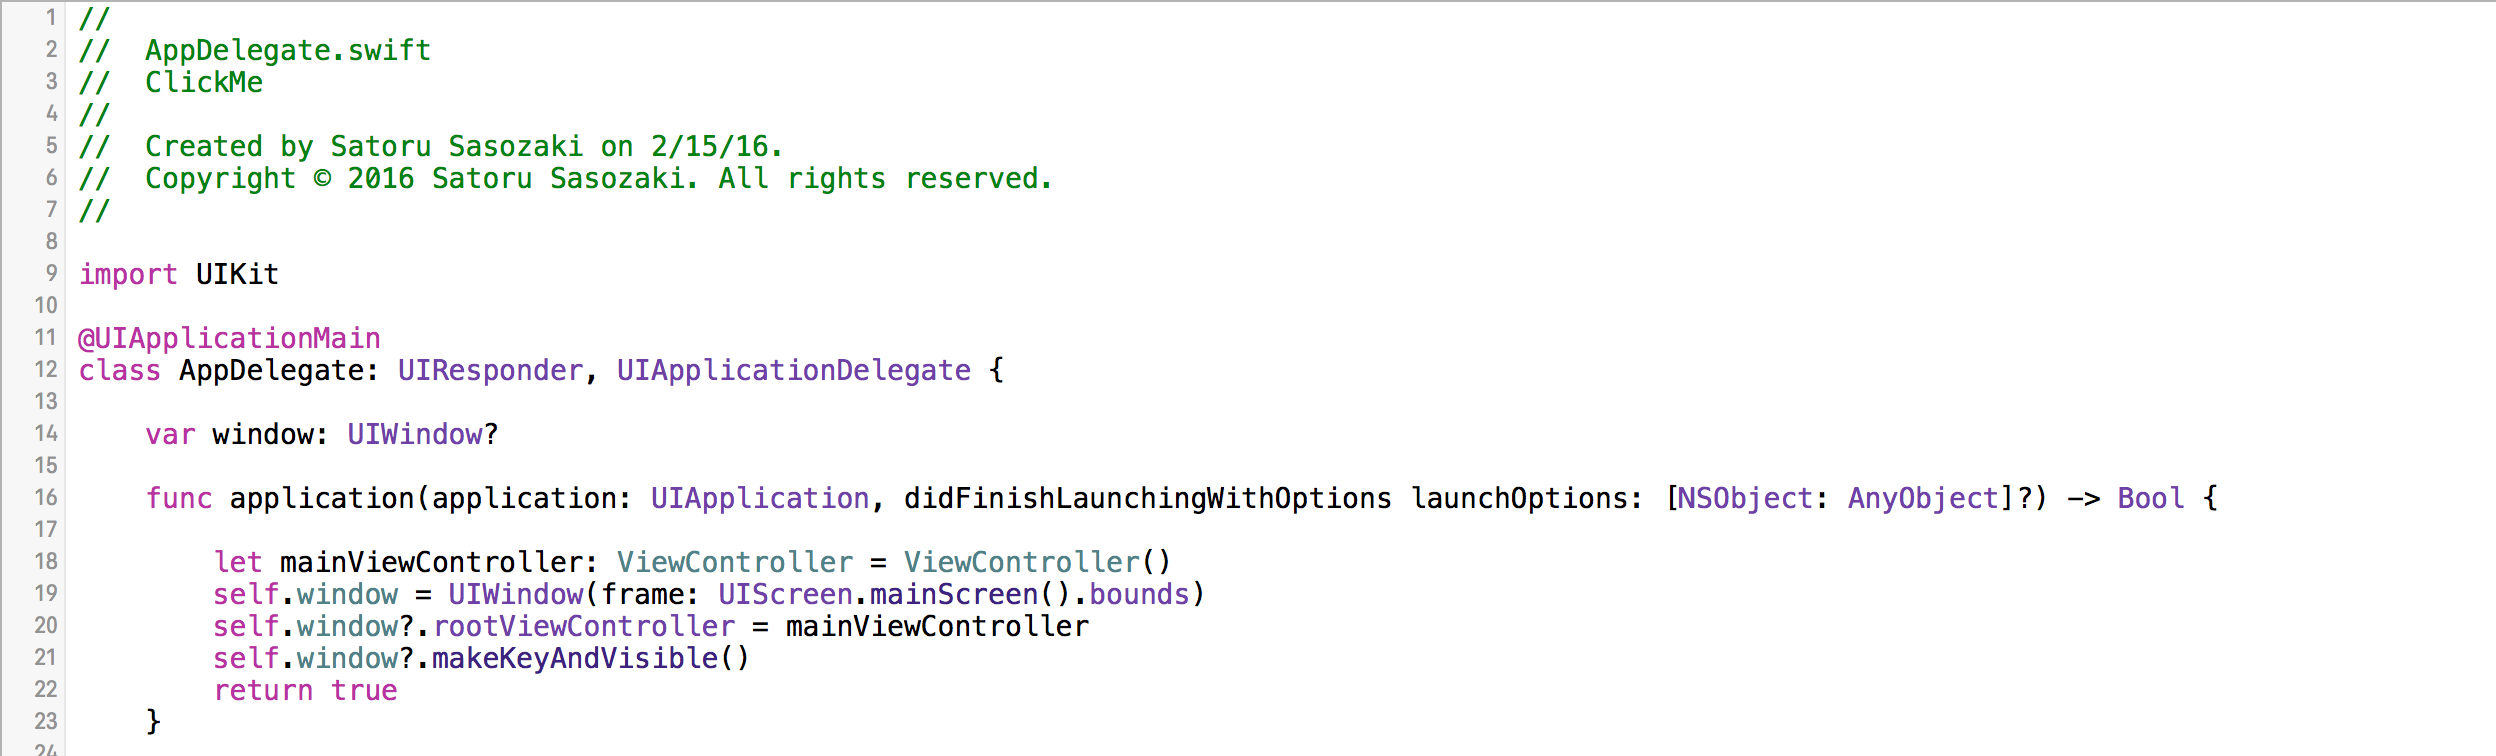 1 //
2 //  AppDelegate.swift
3 //  ClickMe
4 //
5 //  Created by Satoru Sasozaki on 2/15/16.
6 //  Copyright © 2016 Satoru Sasozaki. All rights reserved.
7 //
8
9 import UIKit
10
11 @UIApplicationMain
12 class AppDelegate: UIResponder, UIApplicationDelegate {
13
14     var window: UIWindow?
15
16     func application(application: UIApplication, didFinishLaunchingWithOptions launchOptions: [NSObject: AnyObject]?) -> Bool {
17
18         let mainViewController: ViewController = ViewController()
19         self.window = UIWindow(frame: UIScreen.mainScreen().bounds)
20         self.window?.rootViewController = mainViewController
21         self.window?.makeKeyAndVisible()
22         return true
23     }
24